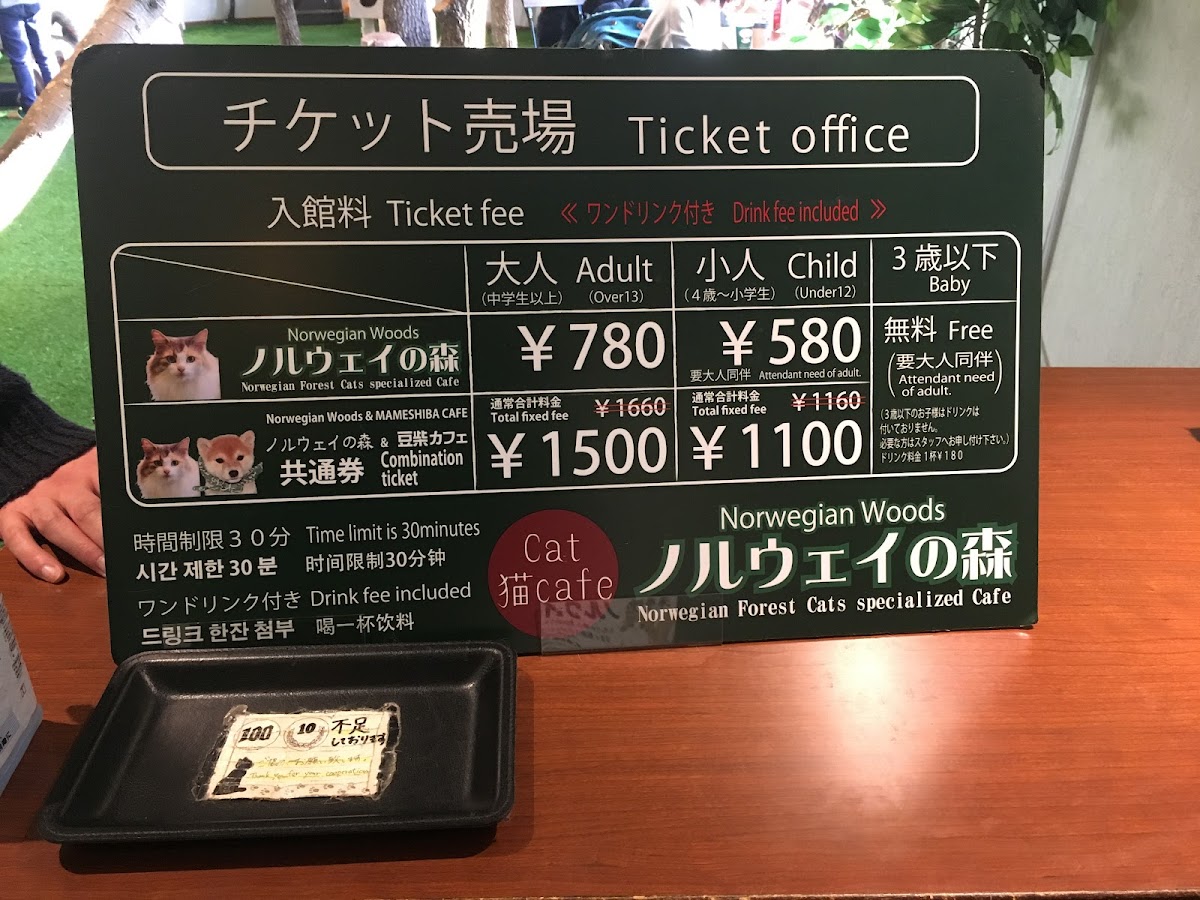 チケット売場 Ticket office
入館料 Ticket fee 《 ワンドリンク付き Drink fee included 》
大人 Adult
（中学生以上） （Over13）
小人 Child
（４歳～小学生） （Under12）
３歳以下
Baby
Norwegian Woods
ノルウェイの森
Norwegian Forest Cats specialized Cafe
￥780
￥580
要大人同伴 Attendant need of adult.
無料 Free
（要大人同伴
Attendant need
of adult.）
（３歳以下のお子様はドリンクは
付いておりません。
必要な方はスタッフへお申し付け下さい。）
ドリンク料金１杯￥１８０
Norwegian Woods & MAMESHIBA CAFE
ノルウェイの森 & 豆柴カフェ
共通券 Combination
ticket
通常合計料金
Total fixed fee ￥1660
￥1500
通常合計料金
Total fixed fee ￥1160
￥1100
時間制限３０分 Time limit is 30minutes
시간 제한 30 분 时间限制30分钟
ワンドリンク付き Drink fee included
드링크 한잔 첨부 喝一杯饮料
Cat
猫cafe
Norwegian Woods
ノルウェイの森
Norwegian Forest Cats specialized Cafe
100 10 不足
しております
Thank you for your cooperation